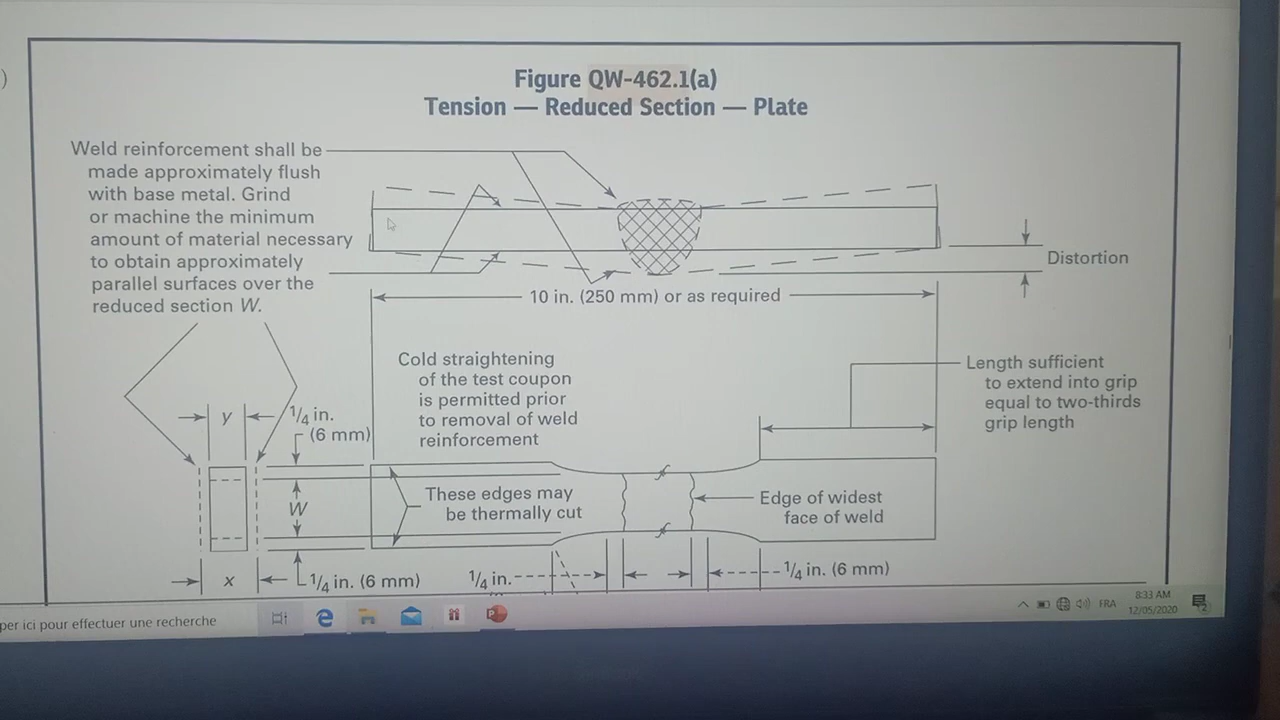 )
Figure QW-462.1(a)
Tension — Reduced Section — Plate
Weld reinforcement shall be
made approximately flush
with base metal. Grind
or machine the minimum
amount of material necessary
to obtain approximately
parallel surfaces over the
reduced section W.
Distortion
10 in. (250 mm) or as required
Cold straightening
of the test coupon
is permitted prior
to removal of weld
reinforcement
Length sufficient
to extend into grip
equal to two-thirds
grip length
y
1/4 in.
(6 mm)
These edges may
be thermally cut
Edge of widest
face of weld
W
x
1/4 in. (6 mm)
1/4 in.
1/4 in. (6 mm)
per ici pour effectuer une recherche
FRA
8:33 AM
12/05/2020